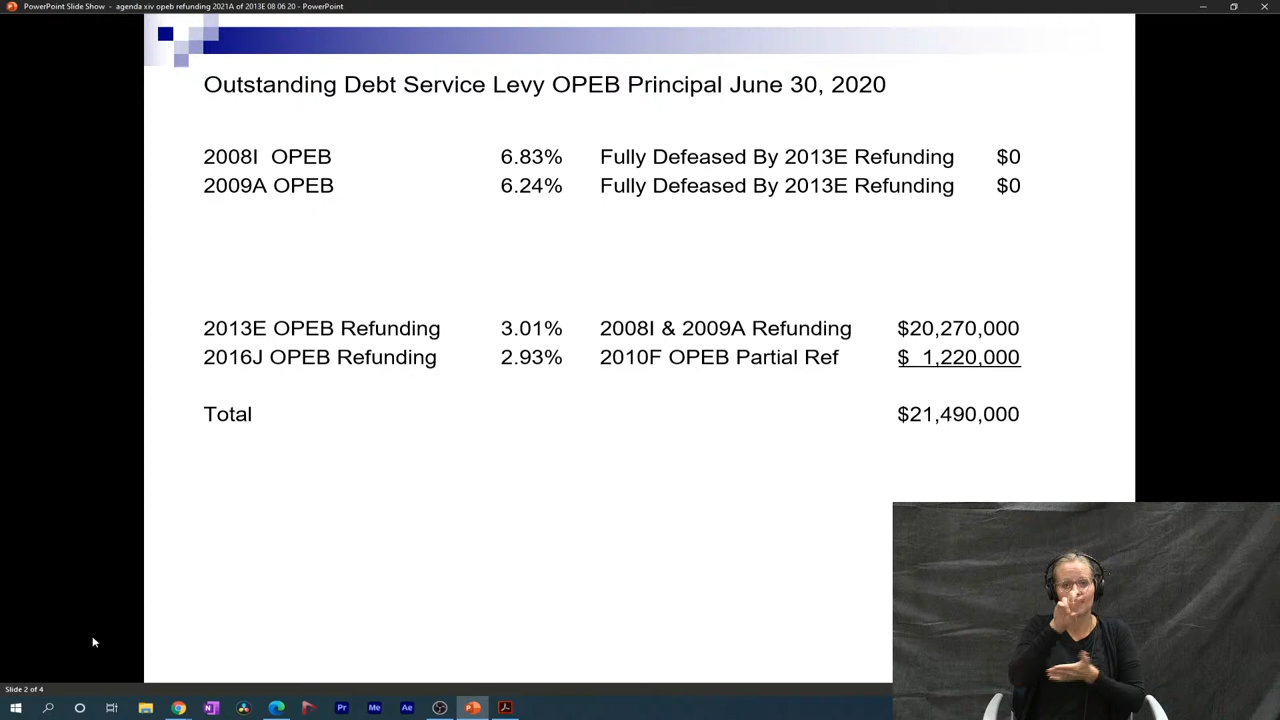 PowerPoint Slide Show - agenda xiv opeb refunding 2021A of 2013E 08 06 20 - PowerPoint
Outstanding Debt Service Levy OPEB Principal June 30, 2020
2008I OPEB 6.83% Fully Defeased By 2013E Refunding $0
2009A OPEB 6.24% Fully Defeased By 2013E Refunding $0
2013E OPEB Refunding 3.01% 2008I & 2009A Refunding $20,270,000
2016J OPEB Refunding 2.93% 2010F OPEB Partial Ref $ 1,220,000
Total $21,490,000
Slide 2 of 4
Pr Me Ae